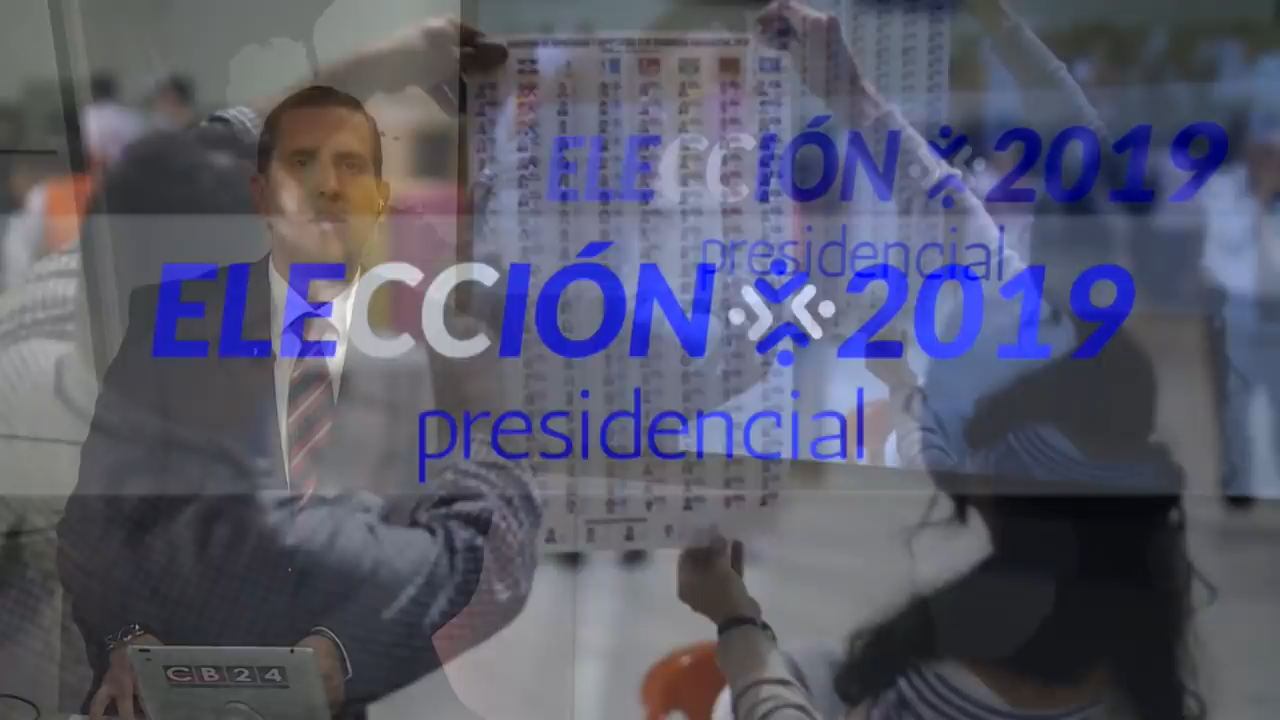 ELECCIÓN 2019
presidencial
ELECCIÓN 2019
presidencial
CB24